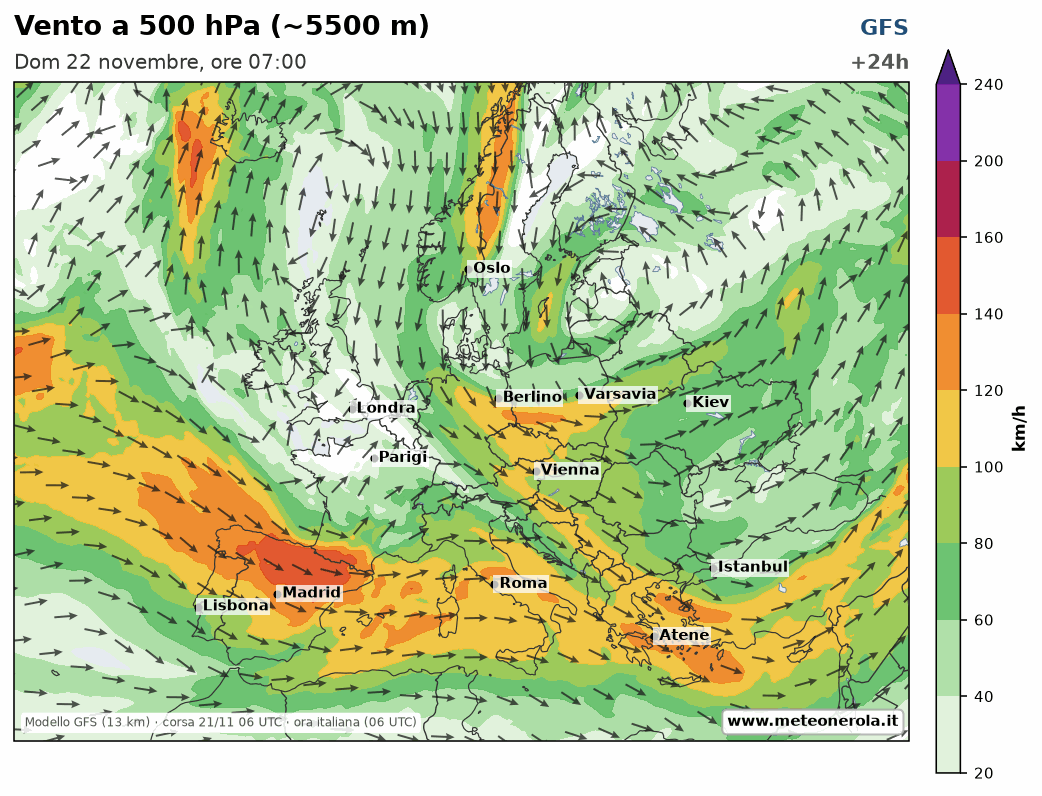 Vento a 500 hPa (~5500 m)
GFS
Dom 22 novembre, ore 07:00
+24h
240
200
160
140
120
100
80
60
40
20
km/h
Oslo
Berlino
Varsavia
Kiev
Londra
Parigi
Vienna
Istanbul
Roma
Madrid
Lisbona
Atene
Modello GFS (13 km) · corsa 21/11 06 UTC · ora italiana (06 UTC)
www.meteonerola.it